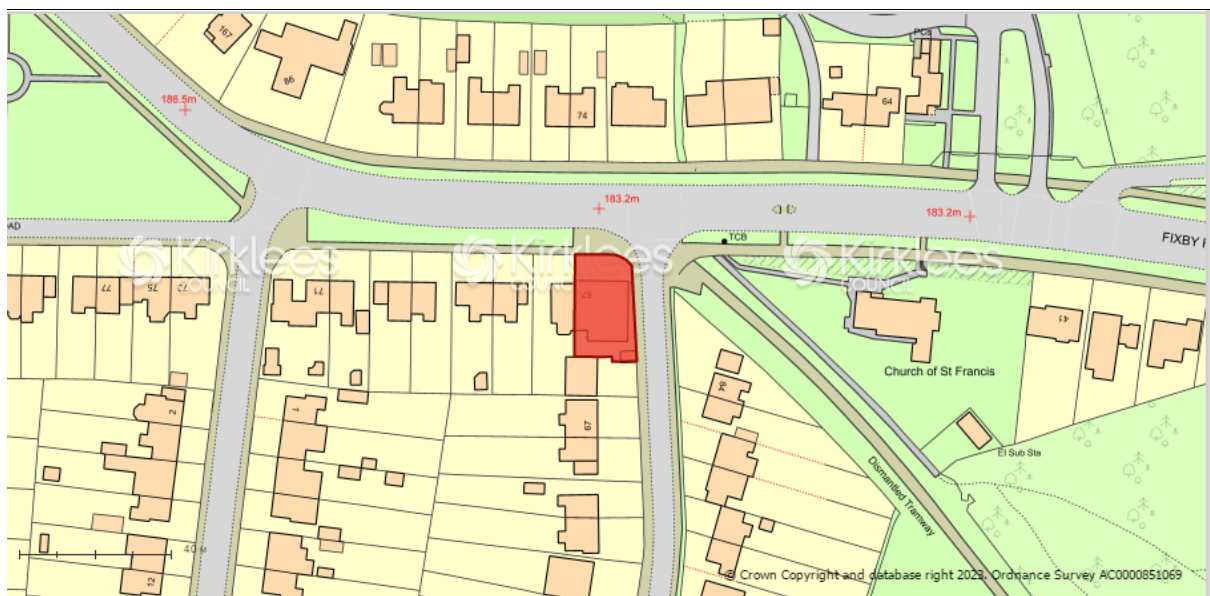 167
86
PCs
186.5m
74
64
183.2m
183.2m
TCB
OAD
FIXBY R
Kirklees
COUNCIL
Kirklees
COUNCIL
Kirklees
COUNCIL
77
75
73
71
57
41
Church of St Francis
84
2
1
67
El Sub Sta
Dismantled Tramway
40 M
12
© Crown Copyright and database right 2023. Ordnance Survey AC0000851069